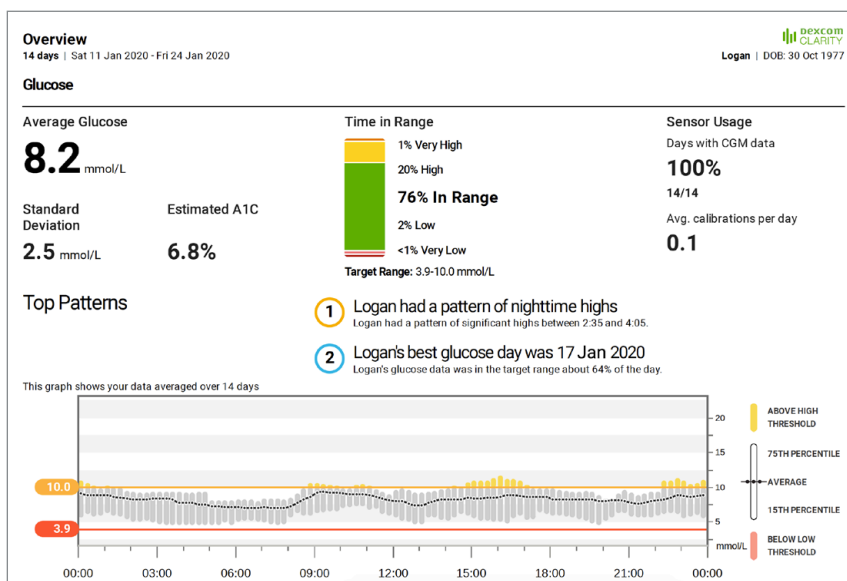 Overview
14 days | Sat 11 Jan 2020 - Fri 24 Jan 2020
Dexcom
CLARITY
Logan | DOB: 30 Oct 1977
Glucose
Average Glucose
8.2 mmol/L
Standard
Deviation
2.5 mmol/L
Estimated A1C
6.8%
Time in Range
1% Very High
20% High
76% In Range
2% Low
<1% Very Low
Target Range: 3.9-10.0 mmol/L
Sensor Usage
Days with CGM data
100%
14/14
Avg. calibrations per day
0.1
Top Patterns
1 Logan had a pattern of nighttime highs
Logan had a pattern of significant highs between 2:35 and 4:05.
2 Logan's best glucose day was 17 Jan 2020
Logan's glucose data was in the target range about 64% of the day.
This graph shows your data averaged over 14 days
10.0
3.9
20
15
10
5
mmol/L
00:00 03:00 06:00 09:00 12:00 15:00 18:00 21:00 00:00
ABOVE HIGH
THRESHOLD
75TH PERCENTILE
AVERAGE
15TH PERCENTILE
BELOW LOW
THRESHOLD